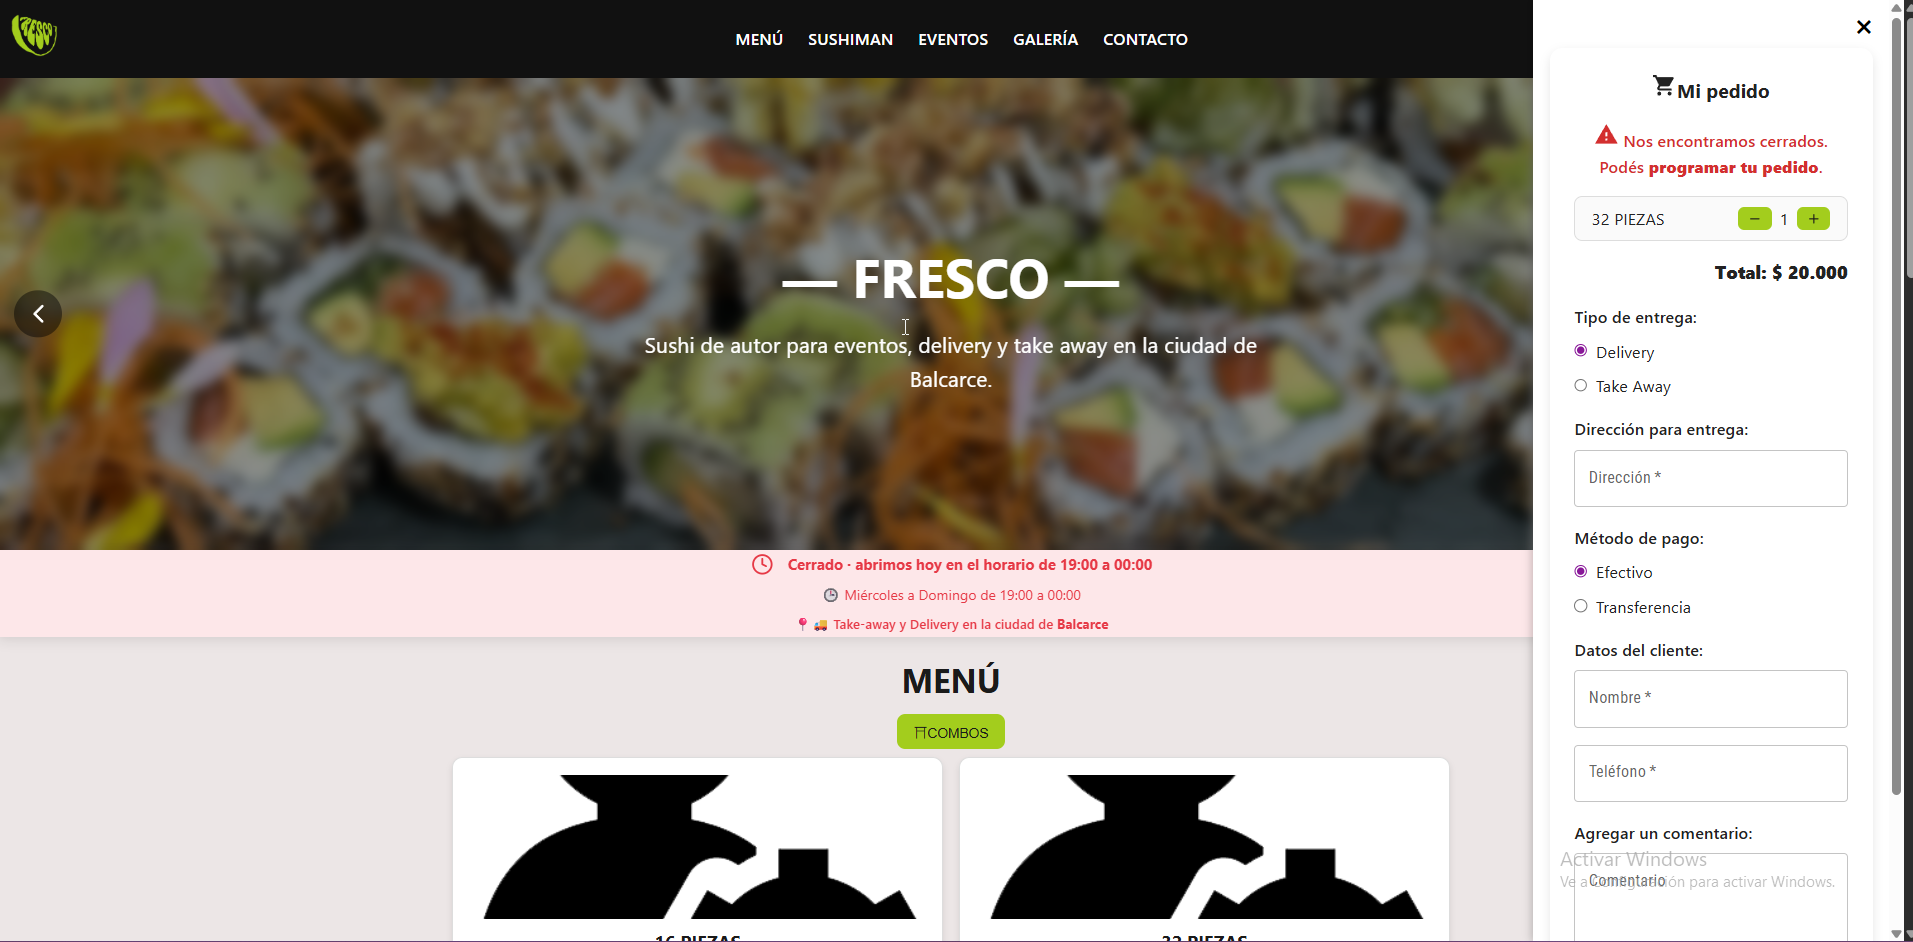 FRESCO
MENÚ SUSHIMAN EVENTOS GALERÍA CONTACTO
— FRESCO —
Sushi de autor para eventos, delivery y take away en la ciudad de
Balcarce.
Cerrado · abrimos hoy en el horario de 19:00 a 00:00
Miércoles a Domingo de 19:00 a 00:00
Take-away y Delivery en la ciudad de Balcarce
MENÚ
COMBOS
16 PIEZAS
32 PIEZAS
Mi pedido
Nos encontramos cerrados.
Podés programar tu pedido.
32 PIEZAS − 1 +
Total: $ 20.000
Tipo de entrega:
Delivery
Take Away
Dirección para entrega:
Dirección *
Método de pago:
Efectivo
Transferencia
Datos del cliente:
Nombre *
Teléfono *
Agregar un comentario:
Comentario
Activar Windows
Ve a Configuración para activar Windows.